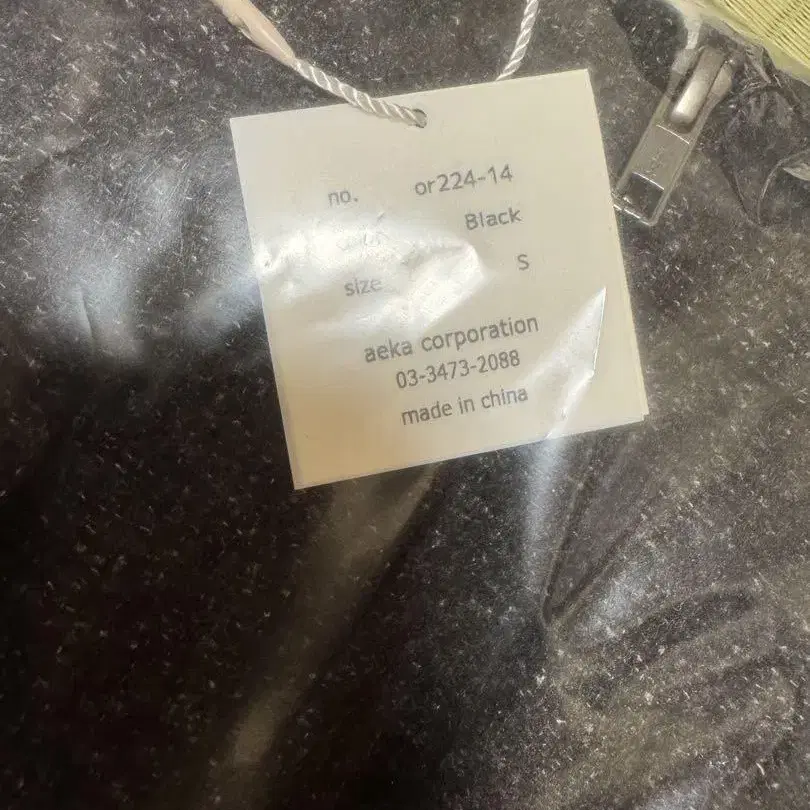 no. or224-14
Black
size S
aeka corporation
03-3473-2088
made in china